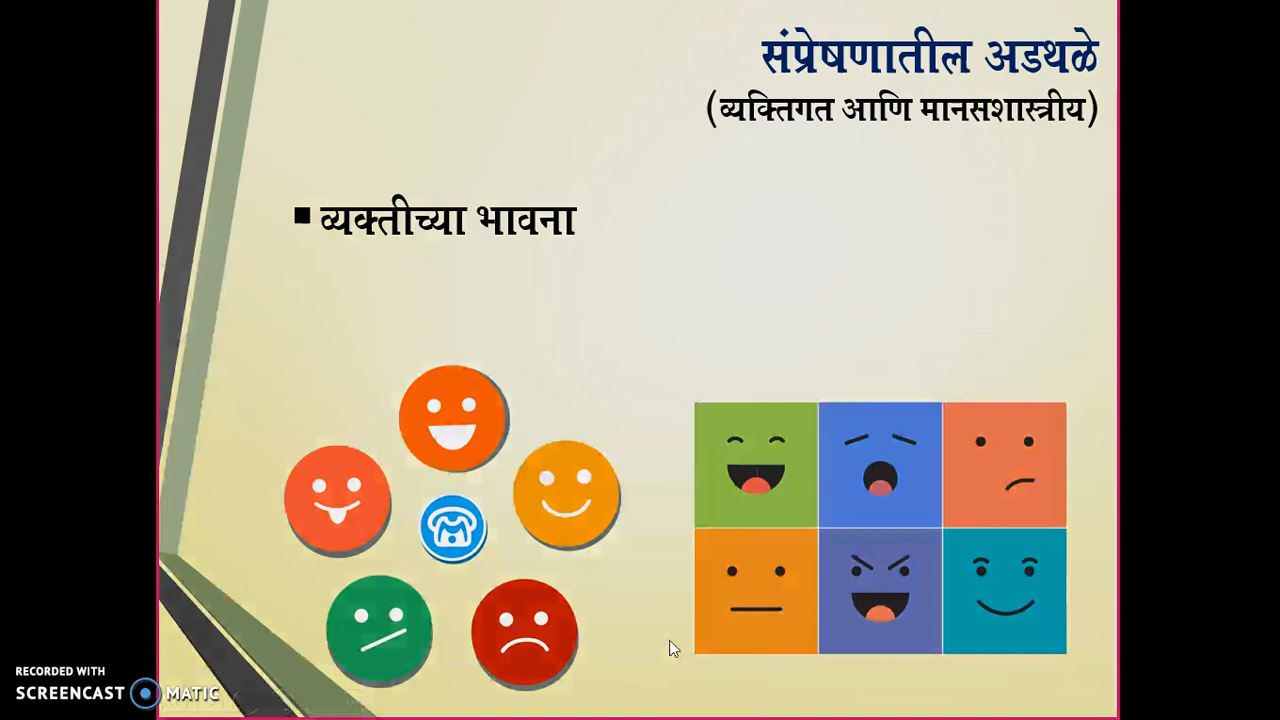 संप्रेषणातील अडथळे
(व्यक्तिगत आणि मानसशास्त्रीय)
▪ व्यक्तीच्या भावना
RECORDED WITH
SCREENCAST MATIC